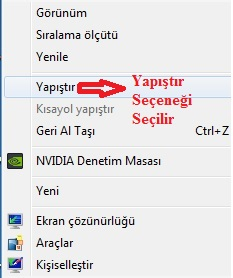 Görünüm
Sıralama ölçütü
Yenile
Yapıştır
Yapıştır
Seçeneği
Seçilir
Kısayol yapıştır
Geri Al Taşı Ctrl+Z
NVIDIA Denetim Masası
Yeni
Ekran çözünürlüğü
Araçlar
Kişiselleştir